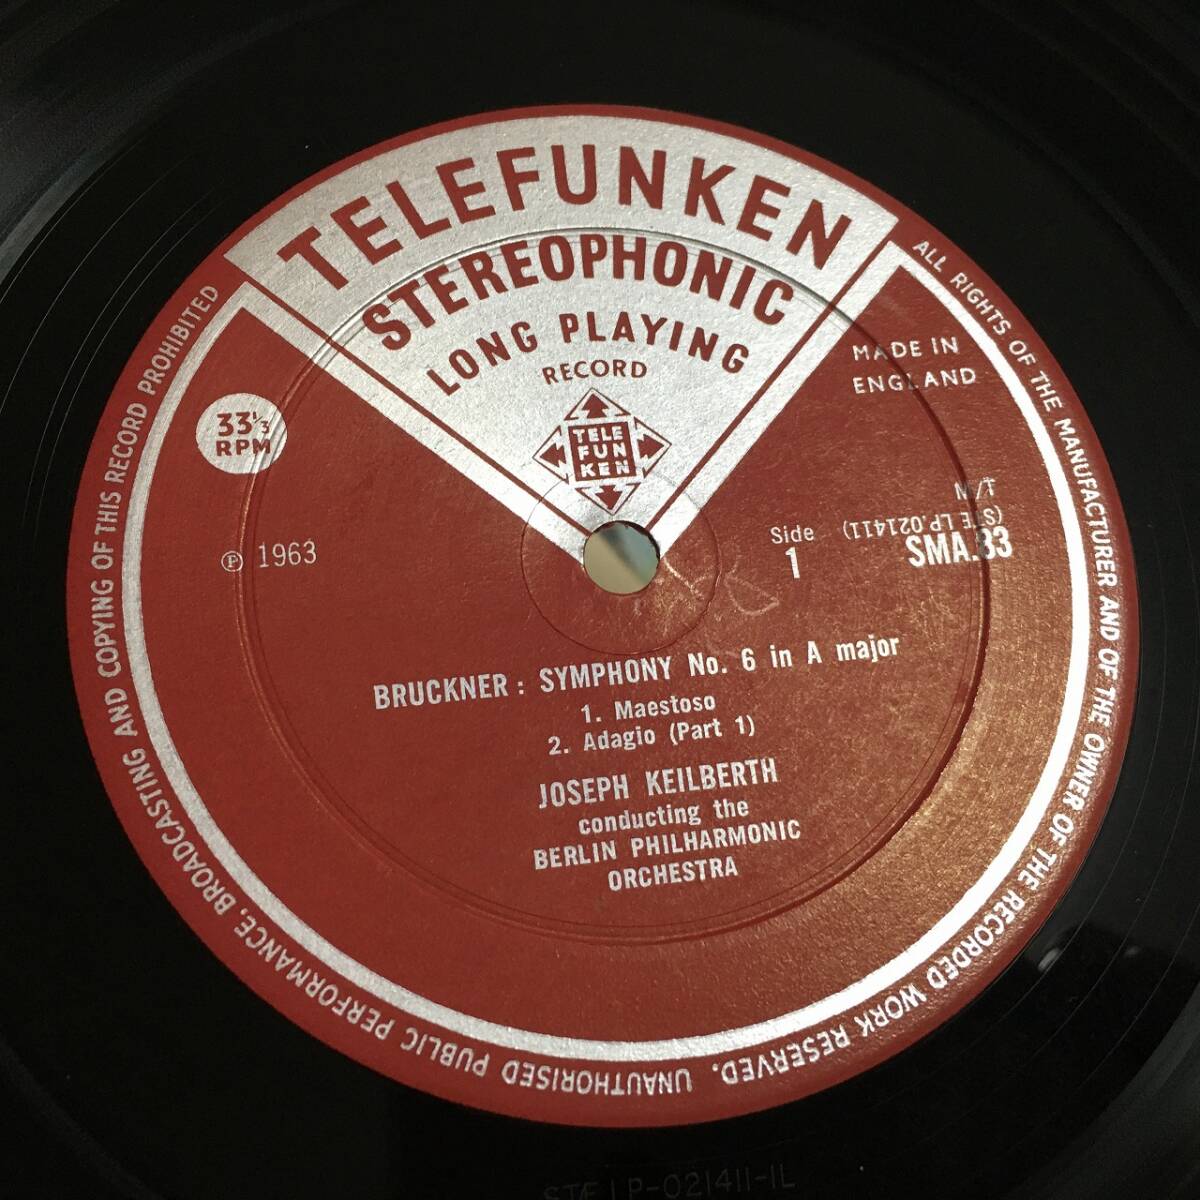 TELEFUNKEN
STEREOPHONIC
LONG PLAYING
RECORD
TELE
FUN
KEN
33⅓
RPM
MADE IN
ENGLAND
M/T
(STE LP.021411)
SMA.83
Side
1
℗ 1963
BRUCKNER: SYMPHONY No. 6 in A major
1. Maestoso
2. Adagio (Part 1)
JOSEPH KEILBERTH
conducting the
BERLIN PHILHARMONIC
ORCHESTRA
ALL RIGHTS OF THE MANUFACTURER AND OF THE OWNER OF THE RECORDED WORK RESERVED. UNAUTHORISED PUBLIC PERFORMANCE, BROADCASTING AND COPYING OF THIS RECORD PROHIBITED
STE LP-021411-1L